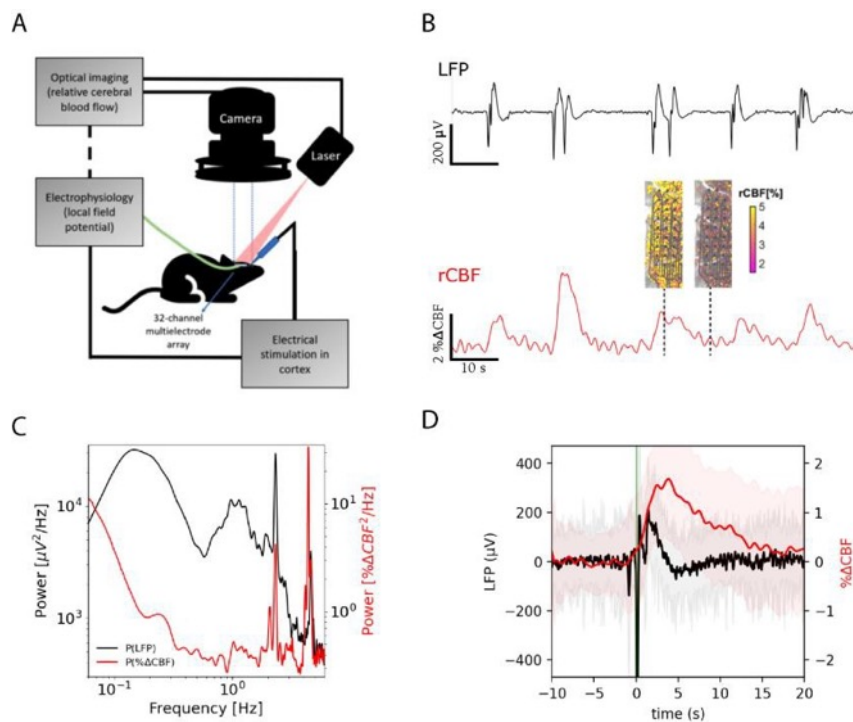 A
Optical imaging
(relative cerebral
blood flow)
Camera
Laser
Electrophysiology
(local field
potential)
32-channel
multielectrode
array
Electrical
stimulation in
cortex
B
LFP
200 μV
rCBF[%]
5
4
3
2
rCBF
2 %ΔCBF
10 s
C
Power [μV²/Hz]
10⁴
10³
P(LFP)
P(%ΔCBF)
10⁻¹
10⁰
Frequency [Hz]
10¹
10⁰
Power [%ΔCBF²/Hz]
D
LFP (μV)
400
200
0
−200
−400
−10
−5
0
5
10
15
20
time (s)
2
1
0
−1
−2
%ΔCBF